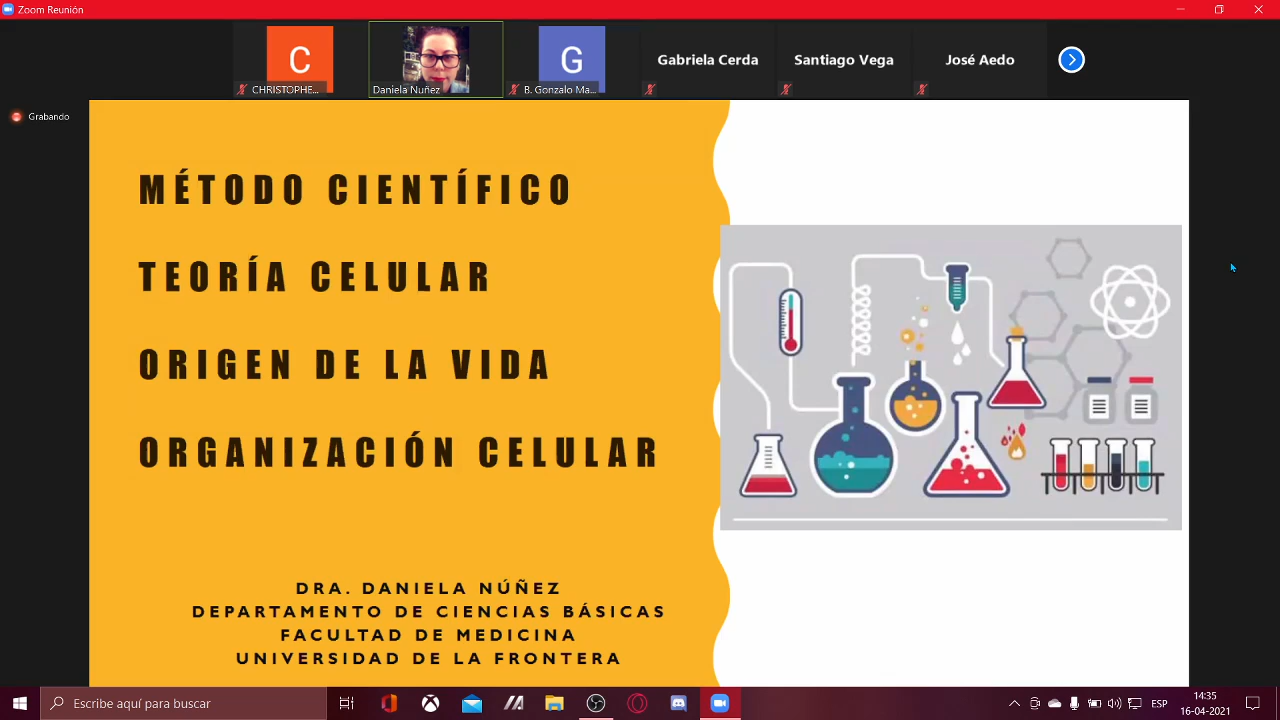 Zoom Reunión
C
G
CHRISTOPHE...
Daniela Nuñez
B. Gonzalo Ma...
Gabriela Cerda
Santiago Vega
José Aedo
Grabando
MÉTODO CIENTÍFICO
TEORÍA CELULAR
ORIGEN DE LA VIDA
ORGANIZACIÓN CELULAR
DRA. DANIELA NÚÑEZ
DEPARTAMENTO DE CIENCIAS BÁSICAS
FACULTAD DE MEDICINA
UNIVERSIDAD DE LA FRONTERA
Escribe aquí para buscar
ESP
14:35
16-04-2021